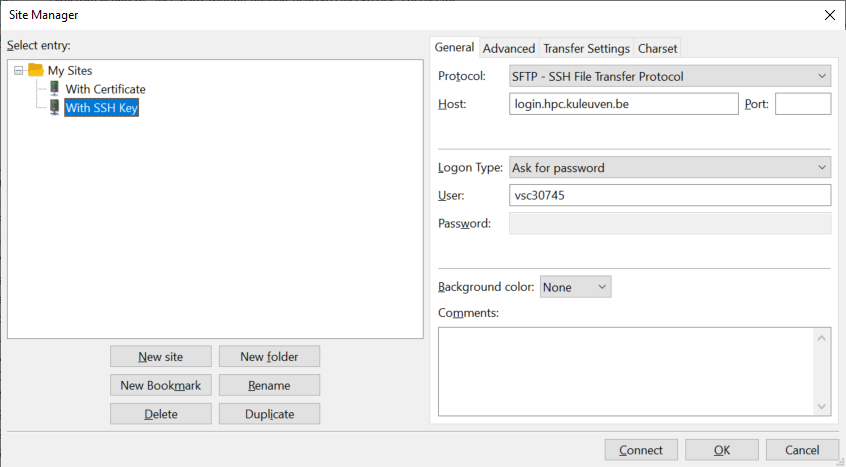 Site Manager
Select entry:
My Sites
With Certificate
With SSH Key
New site
New folder
New Bookmark
Rename
Delete
Duplicate
General
Advanced
Transfer Settings
Charset
Protocol:
SFTP - SSH File Transfer Protocol
Host:
login.hpc.kuleuven.be
Port:
Logon Type:
Ask for password
User:
vsc30745
Password:
Background color:
None
Comments:
Connect
OK
Cancel